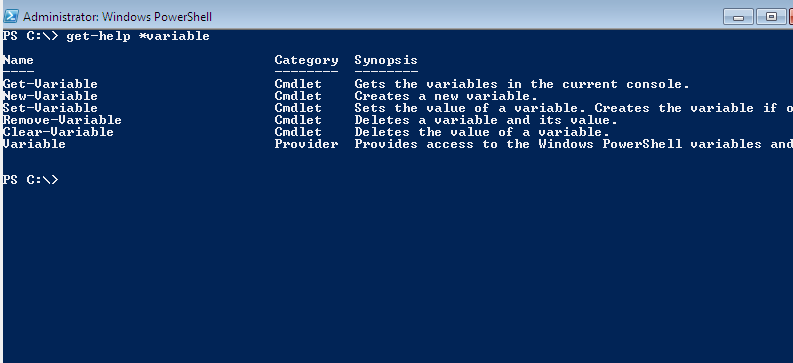 Administrator: Windows PowerShell
PS C:\> get-help *variable
Name Category Synopsis
---- -------- --------
Get-Variable Cmdlet Gets the variables in the current console.
New-Variable Cmdlet Creates a new variable.
Set-Variable Cmdlet Sets the value of a variable. Creates the variable if o
Remove-Variable Cmdlet Deletes a variable and its value.
Clear-Variable Cmdlet Deletes the value of a variable.
Variable Provider Provides access to the Windows PowerShell variables and
PS C:\>